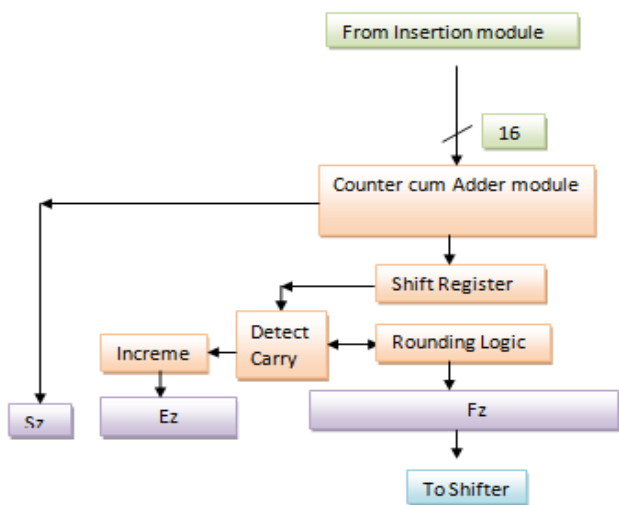 From Insertion module
16
Counter cum Adder module
Shift Register
Detect
Carry
Rounding Logic
Increme
Sz
Ez
Fz
To Shifter